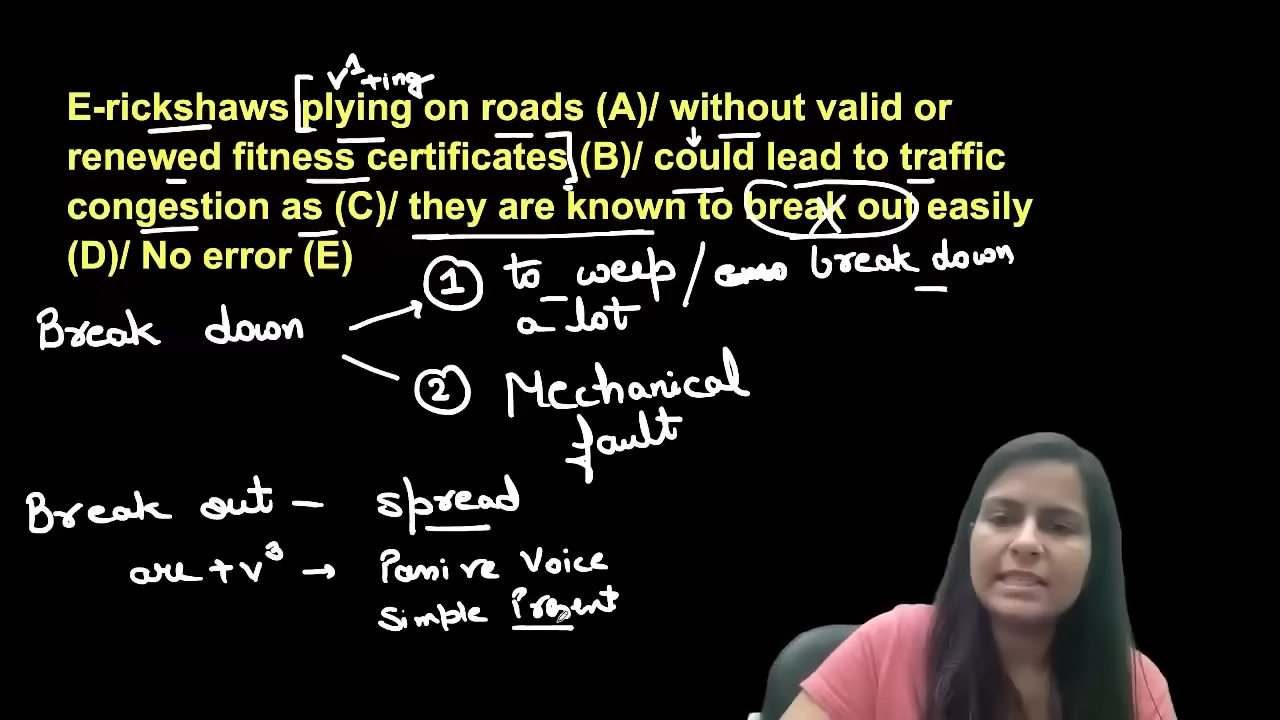 v1+ing
E-rickshaws [plying on roads (A)/ without valid or
renewed fitness certificates] (B)/ could lead to traffic
congestion as (C)/ they are known to break out easily
(D)/ No error (E)
① to weep / break down
a lot
Break down
② Mechanical
fault
Break out – spread
are + v3 → Passive Voice
Simple Present